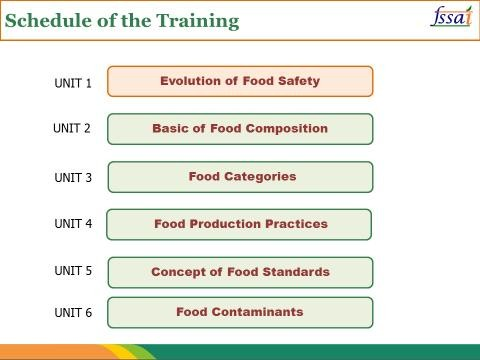 Schedule of the Training
fssai
UNIT 1
Evolution of Food Safety
UNIT 2
Basic of Food Composition
UNIT 3
Food Categories
UNIT 4
Food Production Practices
UNIT 5
Concept of Food Standards
UNIT 6
Food Contaminants